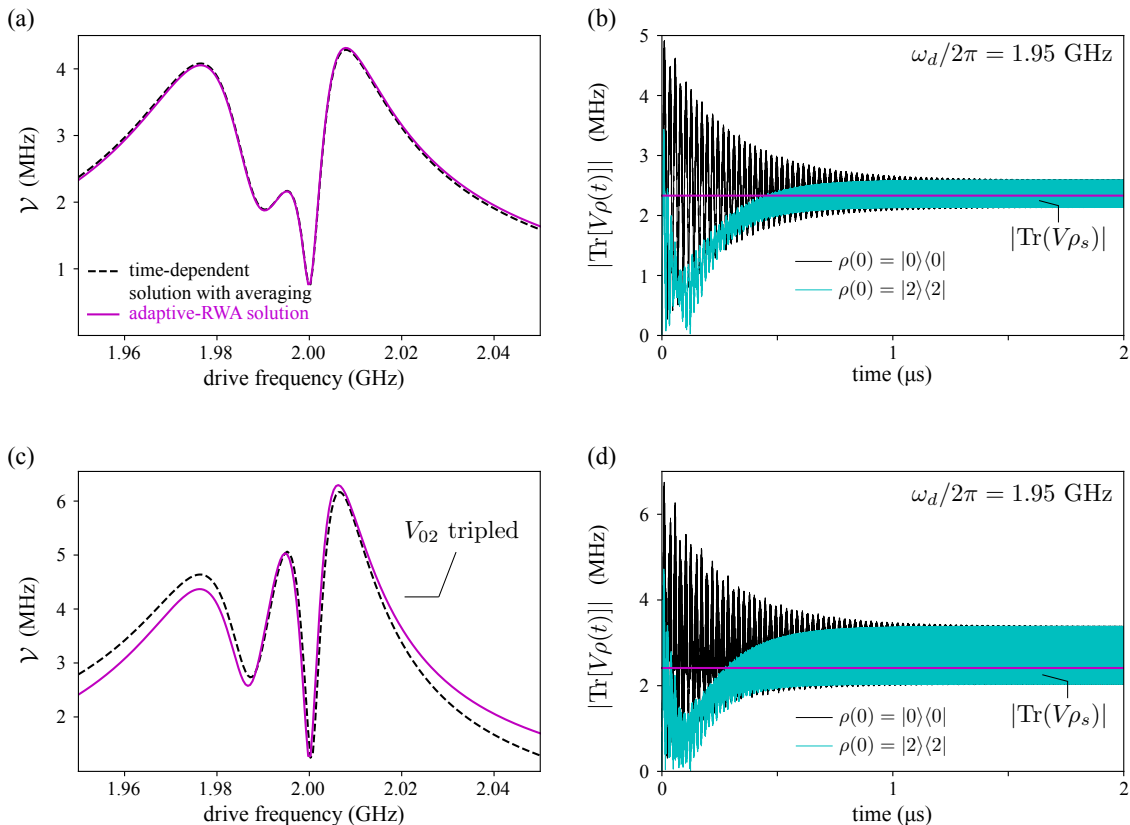 (a)
5
4
3
2
1
𝒱 (MHz)
time-dependent
solution with averaging
adaptive-RWA solution
1.96
1.98
2.00
2.02
2.04
drive frequency (GHz)
(b)
5
4
3
2
1
0
|Tr[Vρ(t)]| (MHz)
ω_d/2π = 1.95 GHz
|Tr(Vρ_s)|
ρ(0) = |0⟩⟨0|
ρ(0) = |2⟩⟨2|
0
1
2
time (μs)
(c)
6
5
4
3
2
𝒱 (MHz)
V₀₂ tripled
1.96
1.98
2.00
2.02
2.04
drive frequency (GHz)
(d)
6
4
2
0
|Tr[Vρ(t)]| (MHz)
ω_d/2π = 1.95 GHz
|Tr(Vρ_s)|
ρ(0) = |0⟩⟨0|
ρ(0) = |2⟩⟨2|
0
1
2
time (μs)